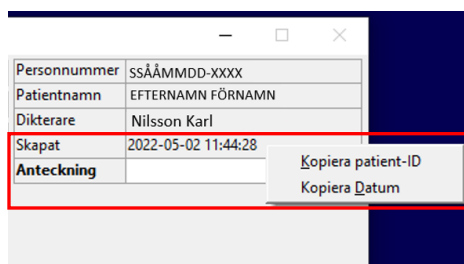 Personnummer SSÅÅMMDD-XXXX
Patientnamn EFTERNAMN FÖRNAMN
Dikterare Nilsson Karl
Skapat 2022-05-02 11:44:28
Anteckning
Kopiera patient-ID
Kopiera Datum